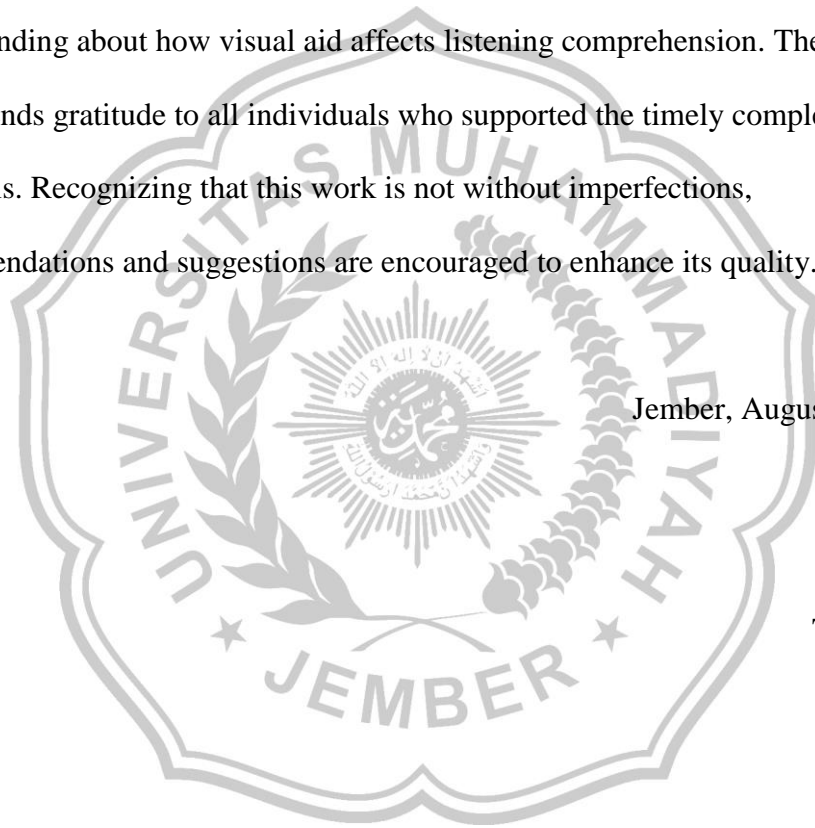 nding about how visual aid affects listening comprehension. The
nds gratitude to all individuals who supported the timely comple
s. Recognizing that this work is not without imperfections,
endations and suggestions are encouraged to enhance its quality.
Jember, Augus
UNIVERSITAS MUHAMMADIYAH
JEMBER